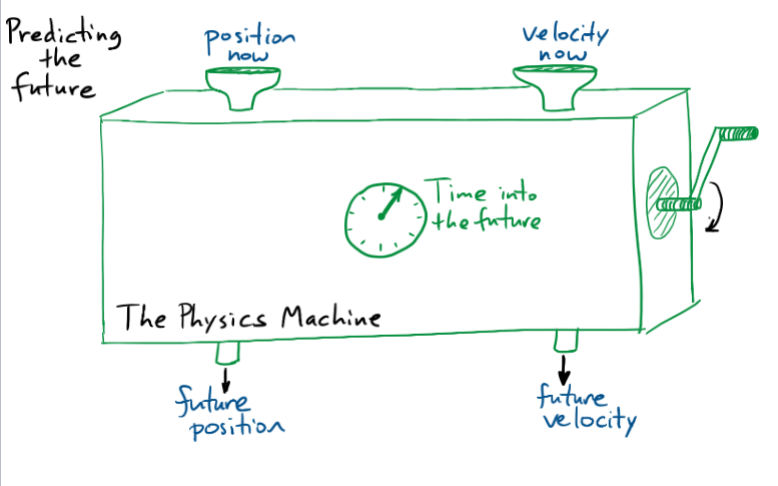 Predicting
the
future
position
now
velocity
now
Time into
the future
The Physics Machine
future
position
future
velocity